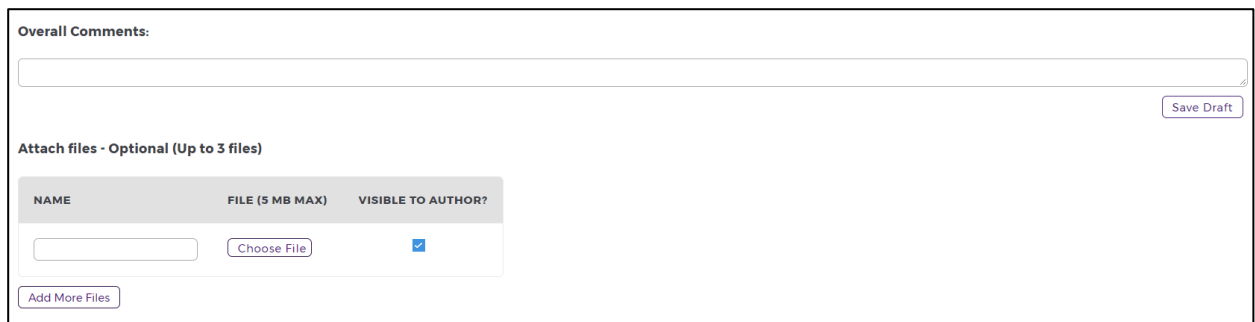 Overall Comments:
Save Draft
Attach files - Optional (Up to 3 files)
NAME FILE (5 MB MAX) VISIBLE TO AUTHOR?
Choose File
Add More Files